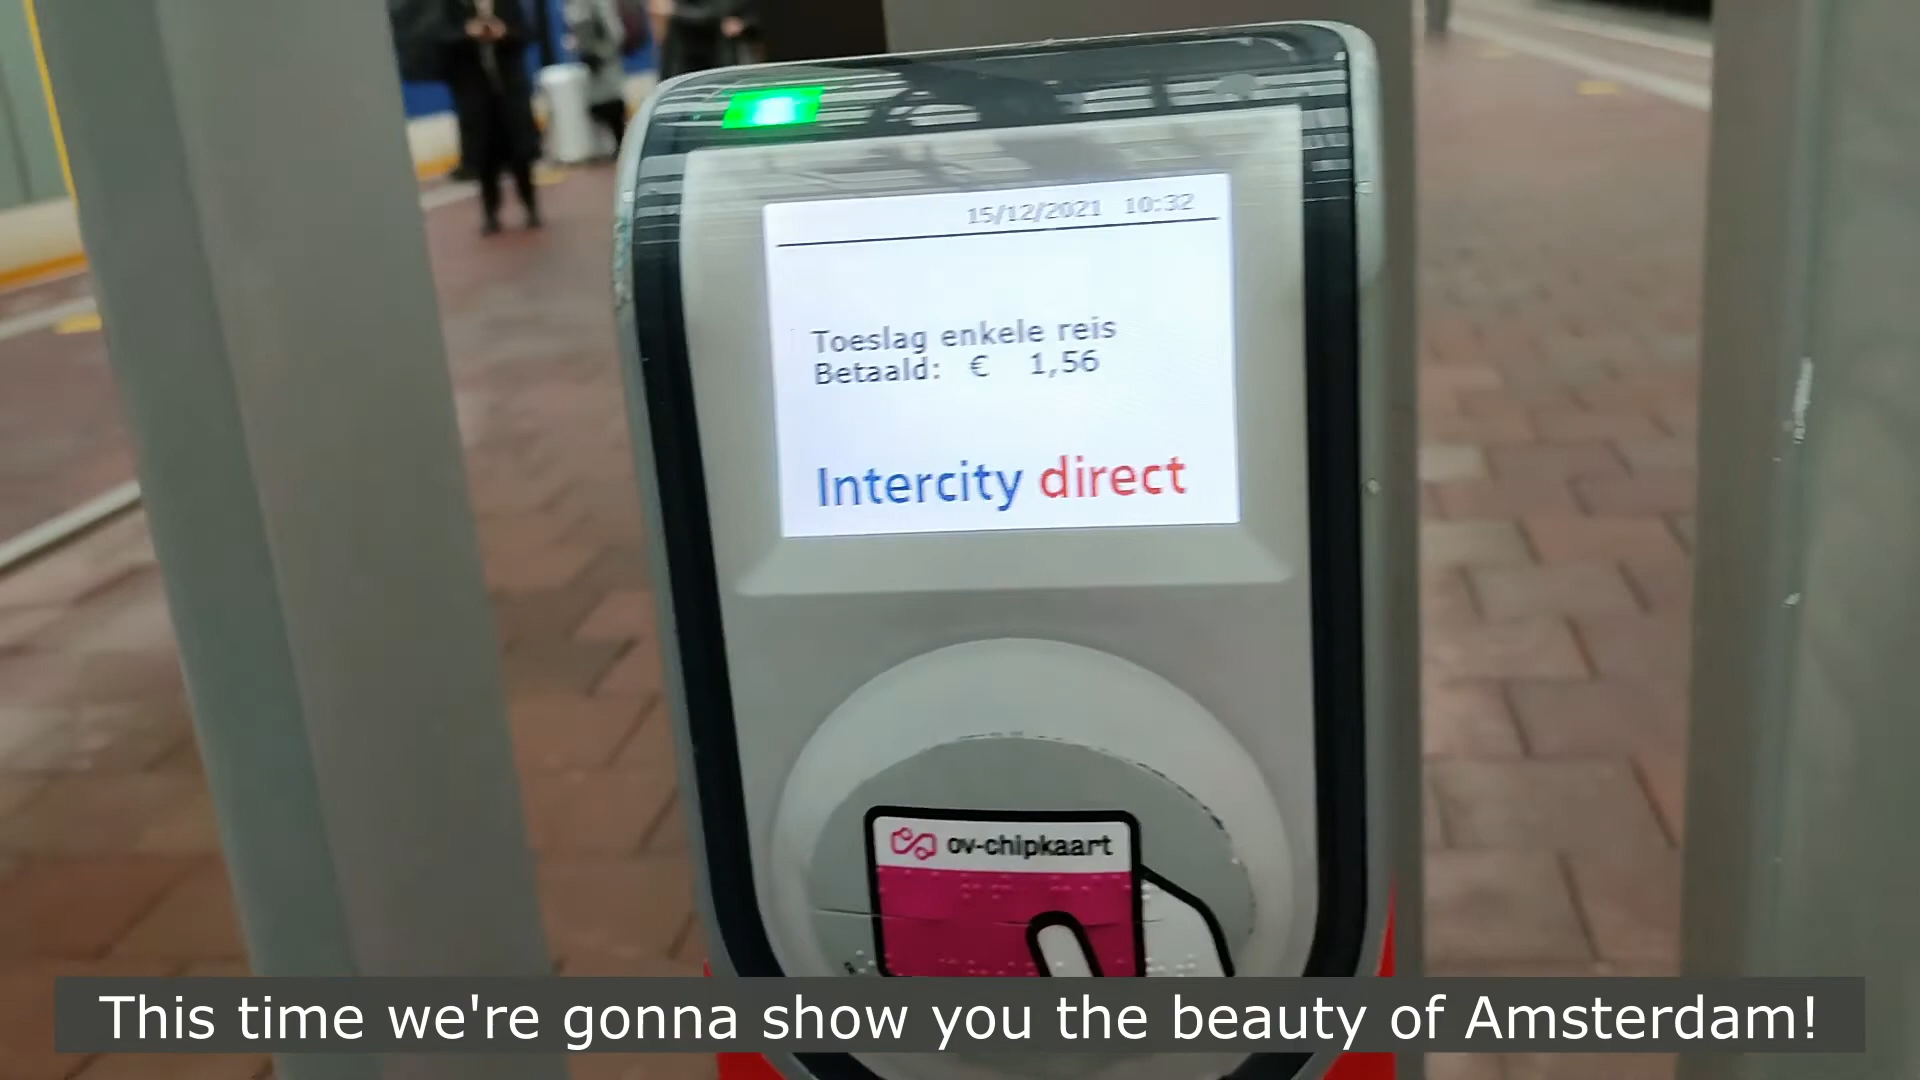 15/12/2021 10:32
Toeslag enkele reis
Betaald: € 1,56
Intercity direct
ov-chipkaart
This time we're gonna show you the beauty of Amsterdam!